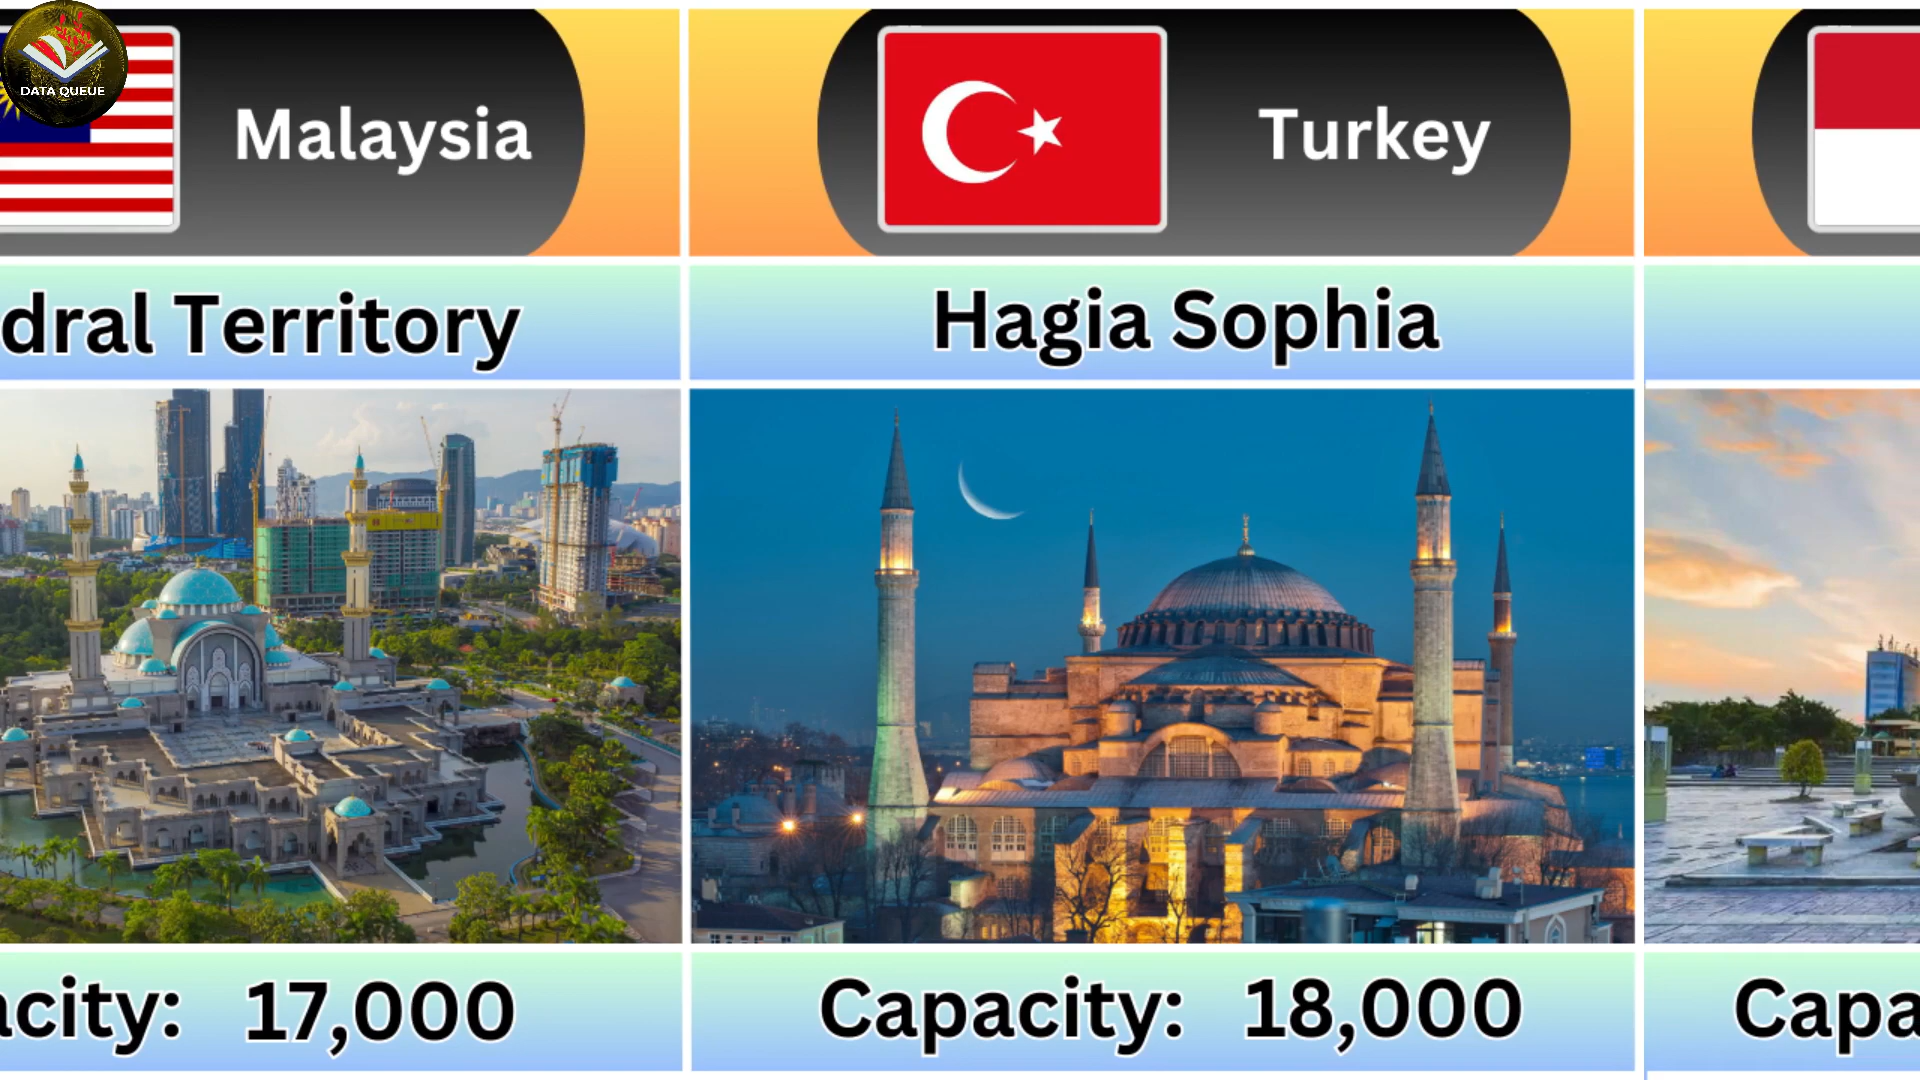 DATA QUEUE
Malaysia
Turkey
dral Territory
Hagia Sophia
acity: 17,000
Capacity: 18,000
Capa